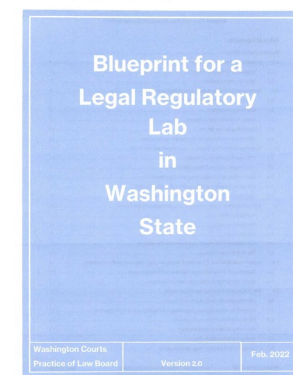 Blueprint for a
Legal Regulatory
Lab
in
Washington
State
Washington Courts
Practice of Law Board
Version 2.0
Feb. 2022